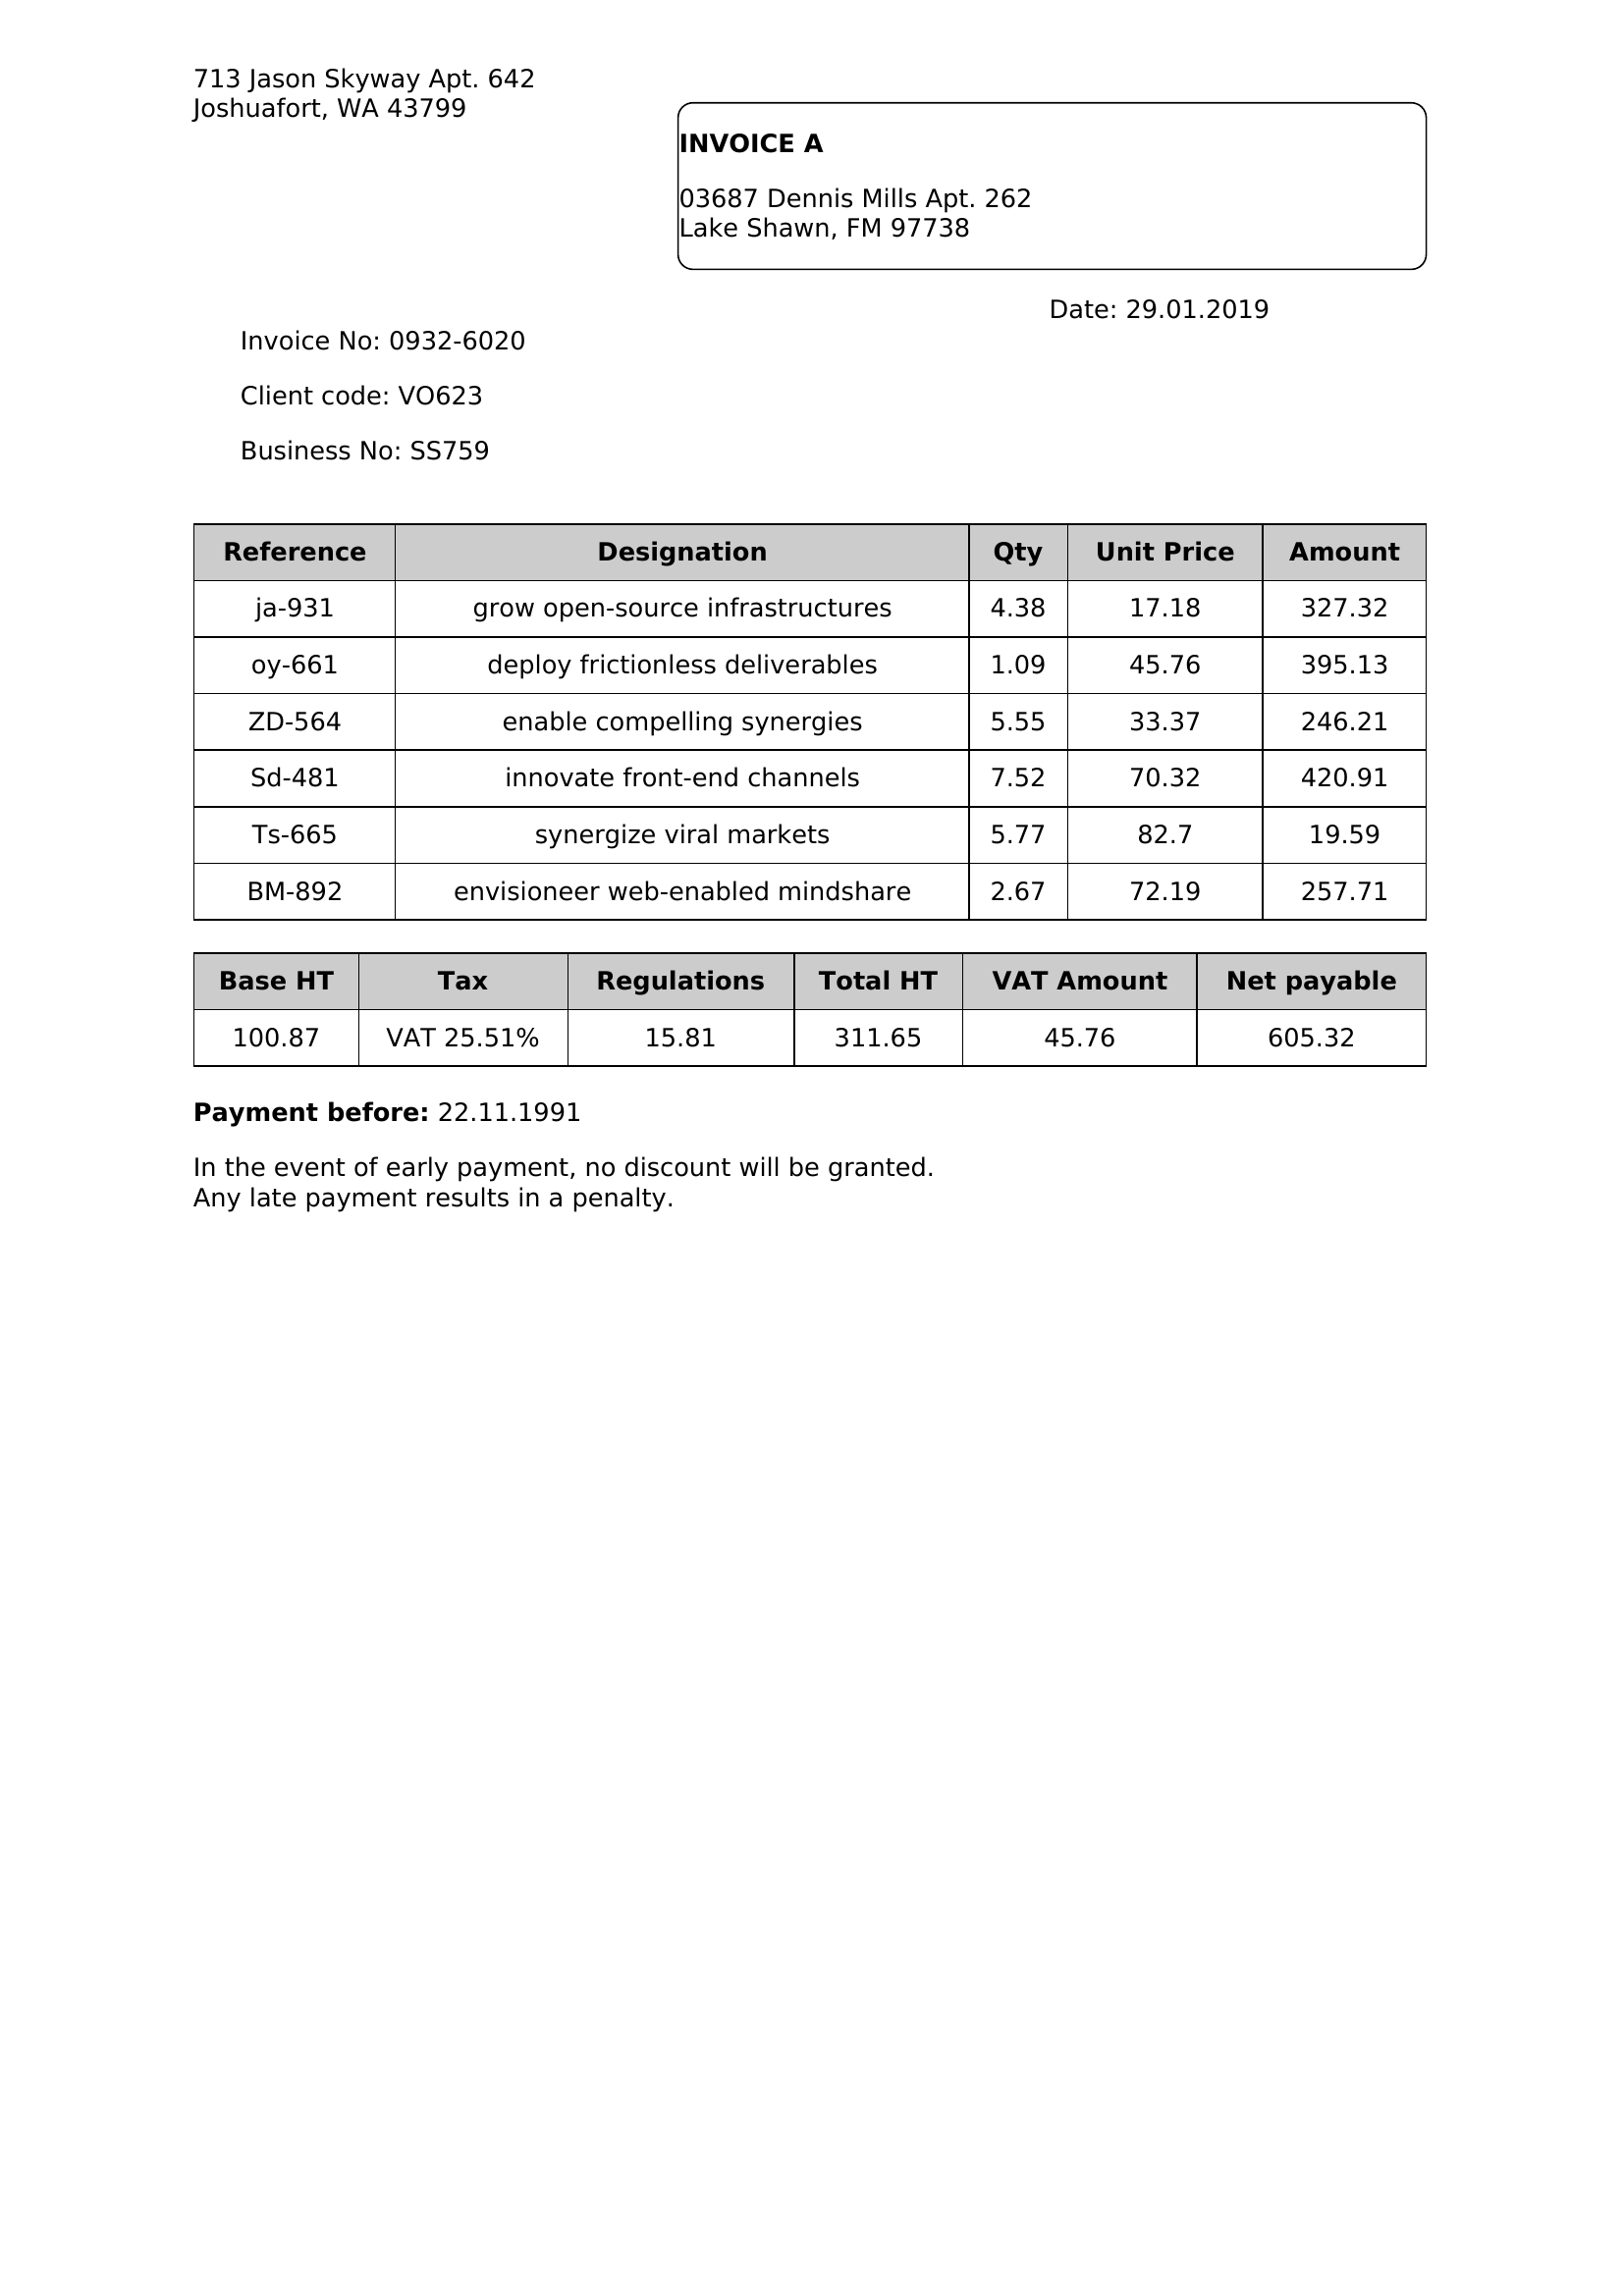 713 Jason Skyway Apt. 642
Joshuafort, WA 43799
INVOICE A
03687 Dennis Mills Apt. 262
Lake Shawn, FM 97738
Date: 29.01.2019
Invoice No: 0932-6020
Client code: VO623
Business No: SS759
Reference Designation Qty Unit Price Amount
ja-931 grow open-source infrastructures 4.38 17.18 327.32
oy-661 deploy frictionless deliverables 1.09 45.76 395.13
ZD-564 enable compelling synergies 5.55 33.37 246.21
Sd-481 innovate front-end channels 7.52 70.32 420.91
Ts-665 synergize viral markets 5.77 82.7 19.59
BM-892 envisioneer web-enabled mindshare 2.67 72.19 257.71
Base HT Tax Regulations Total HT VAT Amount Net payable
100.87 VAT 25.51% 15.81 311.65 45.76 605.32
Payment before: 22.11.1991
In the event of early payment, no discount will be granted.
Any late payment results in a penalty.